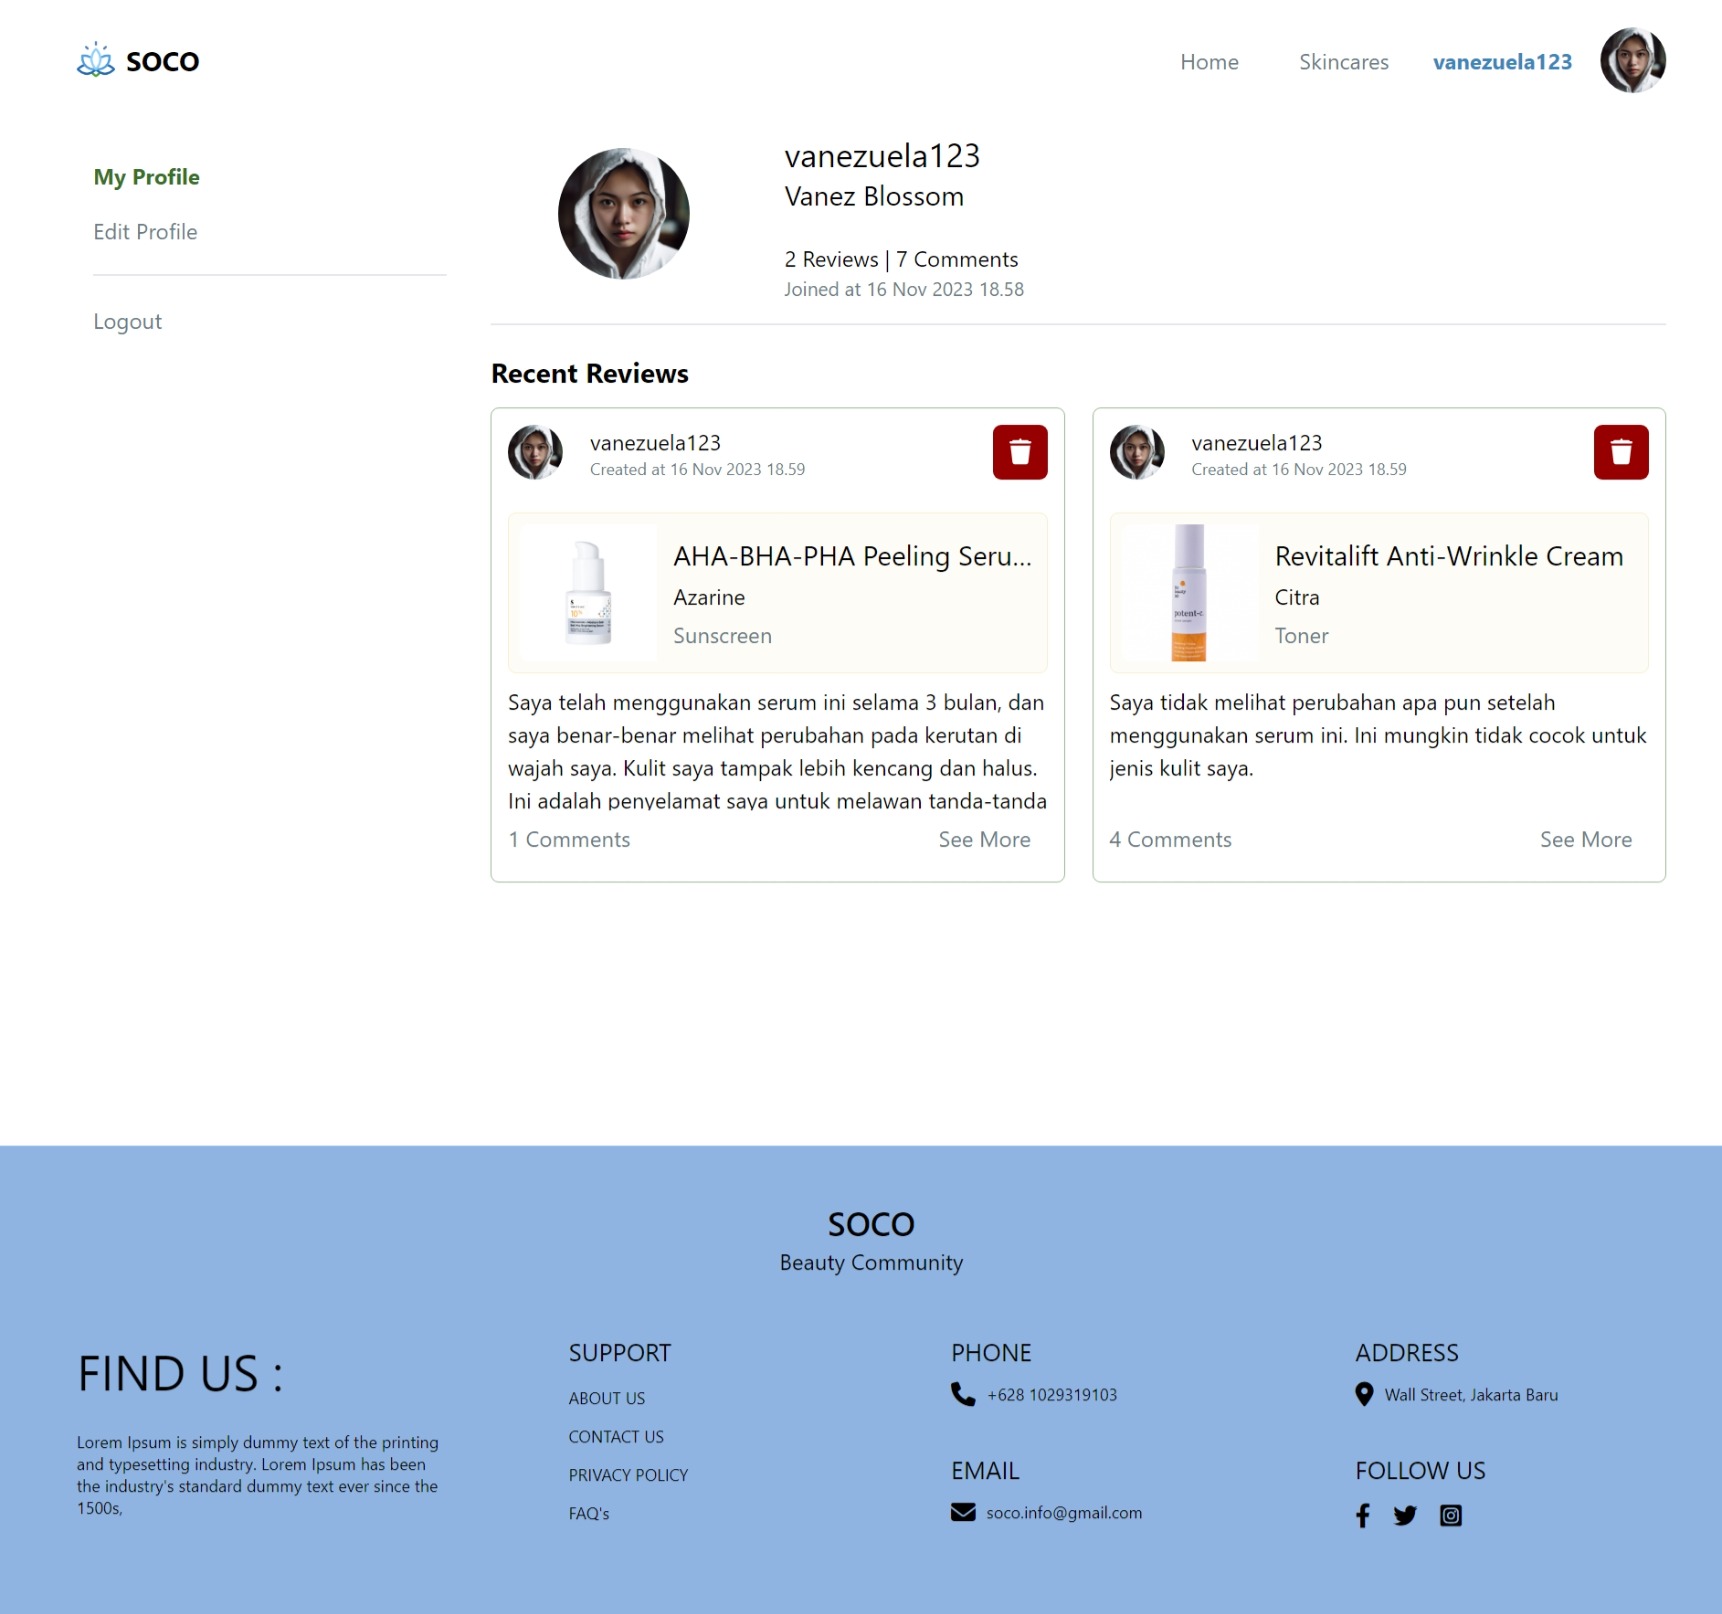 SOCO
Home
Skincares
vanezuela123
My Profile
Edit Profile
Logout
vanezuela123
Vanez Blossom
2 Reviews | 7 Comments
Joined at 16 Nov 2023 18.58
Recent Reviews
vanezuela123
Created at 16 Nov 2023 18.59
AHA-BHA-PHA Peeling Seru...
Azarine
Sunscreen
Saya telah menggunakan serum ini selama 3 bulan, dan
saya benar-benar melihat perubahan pada kerutan di
wajah saya. Kulit saya tampak lebih kencang dan halus.
Ini adalah penyelamat saya untuk melawan tanda-tanda
1 Comments
See More
vanezuela123
Created at 16 Nov 2023 18.59
potent-c
Revitalift Anti-Wrinkle Cream
Citra
Toner
Saya tidak melihat perubahan apa pun setelah
menggunakan serum ini. Ini mungkin tidak cocok untuk
jenis kulit saya.
4 Comments
See More
SOCO
Beauty Community
FIND US :
Lorem Ipsum is simply dummy text of the printing
and typesetting industry. Lorem Ipsum has been
the industry's standard dummy text ever since the
1500s,
SUPPORT
ABOUT US
CONTACT US
PRIVACY POLICY
FAQ's
PHONE
+628 1029319103
EMAIL
soco.info@gmail.com
ADDRESS
Wall Street, Jakarta Baru
FOLLOW US